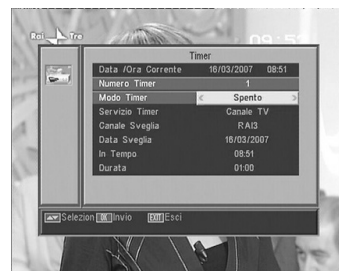 Rai Tre
09:5
Timer
Data /Ora Corrente 16/03/2007 08:51
Numero Timer 1
Modo Timer < Spento >
Servizio Timer Canale TV
Canale Sveglia RAI3
Data Sveglia 16/03/2007
In Tempo 08:51
Durata 01:00
Selezion OK Invio EXIT Esci